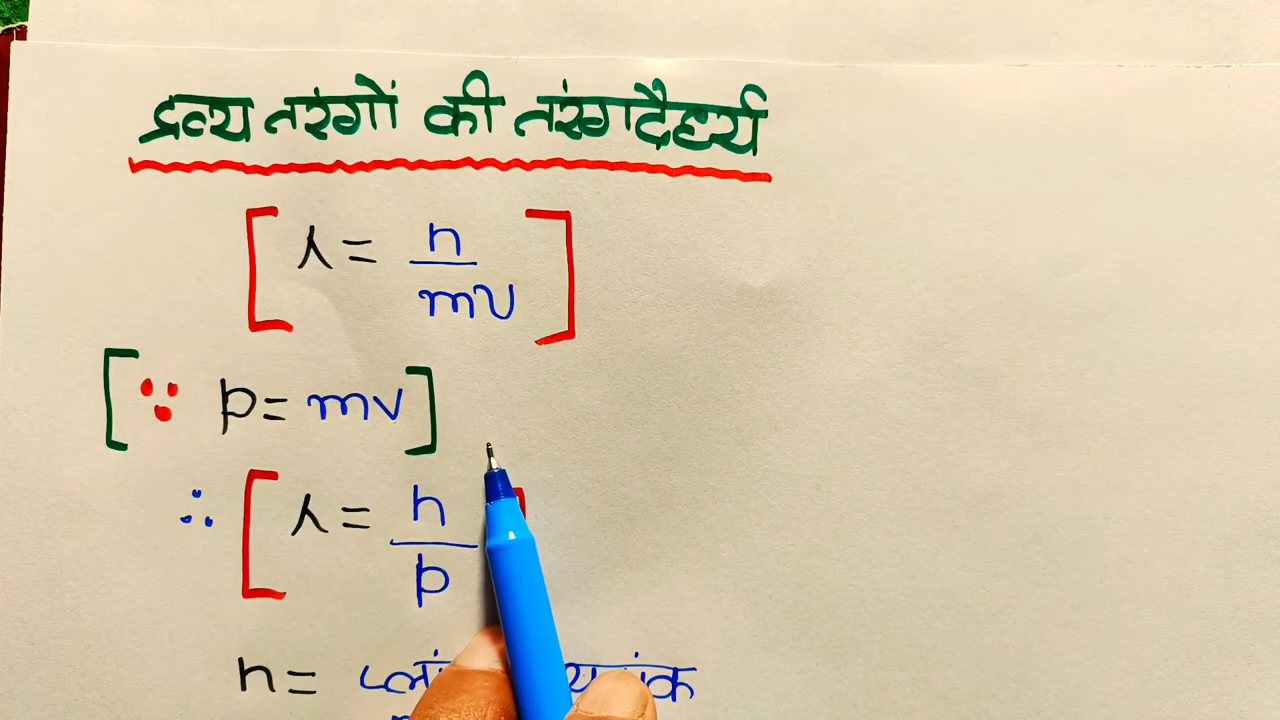 द्रव्य तरंगों की तरंगदैर्ध्य
[ λ = h / mv ]
[ ∵ p = mv ]
∴ [ λ = h / p ]
h =